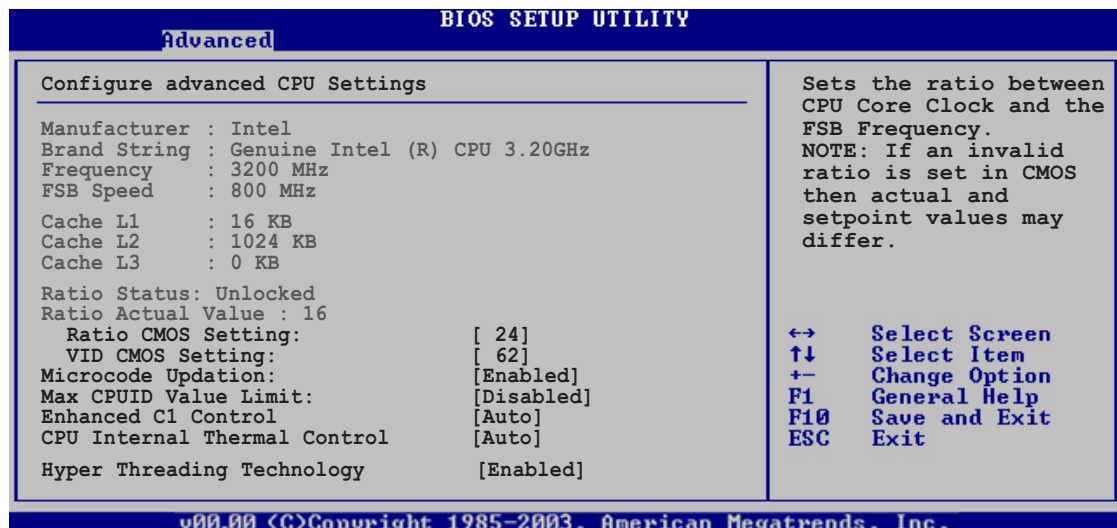 BIOS SETUP UTILITY
Advanced
Configure advanced CPU Settings
Manufacturer : Intel
Brand String : Genuine Intel (R) CPU 3.20GHz
Frequency : 3200 MHz
FSB Speed : 800 MHz
Cache L1 : 16 KB
Cache L2 : 1024 KB
Cache L3 : 0 KB
Ratio Status: Unlocked
Ratio Actual Value : 16
Ratio CMOS Setting: [ 24]
VID CMOS Setting: [ 62]
Microcode Updation: [Enabled]
Max CPUID Value Limit: [Disabled]
Enhanced C1 Control [Auto]
CPU Internal Thermal Control [Auto]
Hyper Threading Technology [Enabled]
Sets the ratio between
CPU Core Clock and the
FSB Frequency.
NOTE: If an invalid
ratio is set in CMOS
then actual and
setpoint values may
differ.
←→ Select Screen
↑↓ Select Item
+- Change Option
F1 General Help
F10 Save and Exit
ESC Exit
v00.00 (C)Copyright 1985-2003, American Megatrends, Inc.